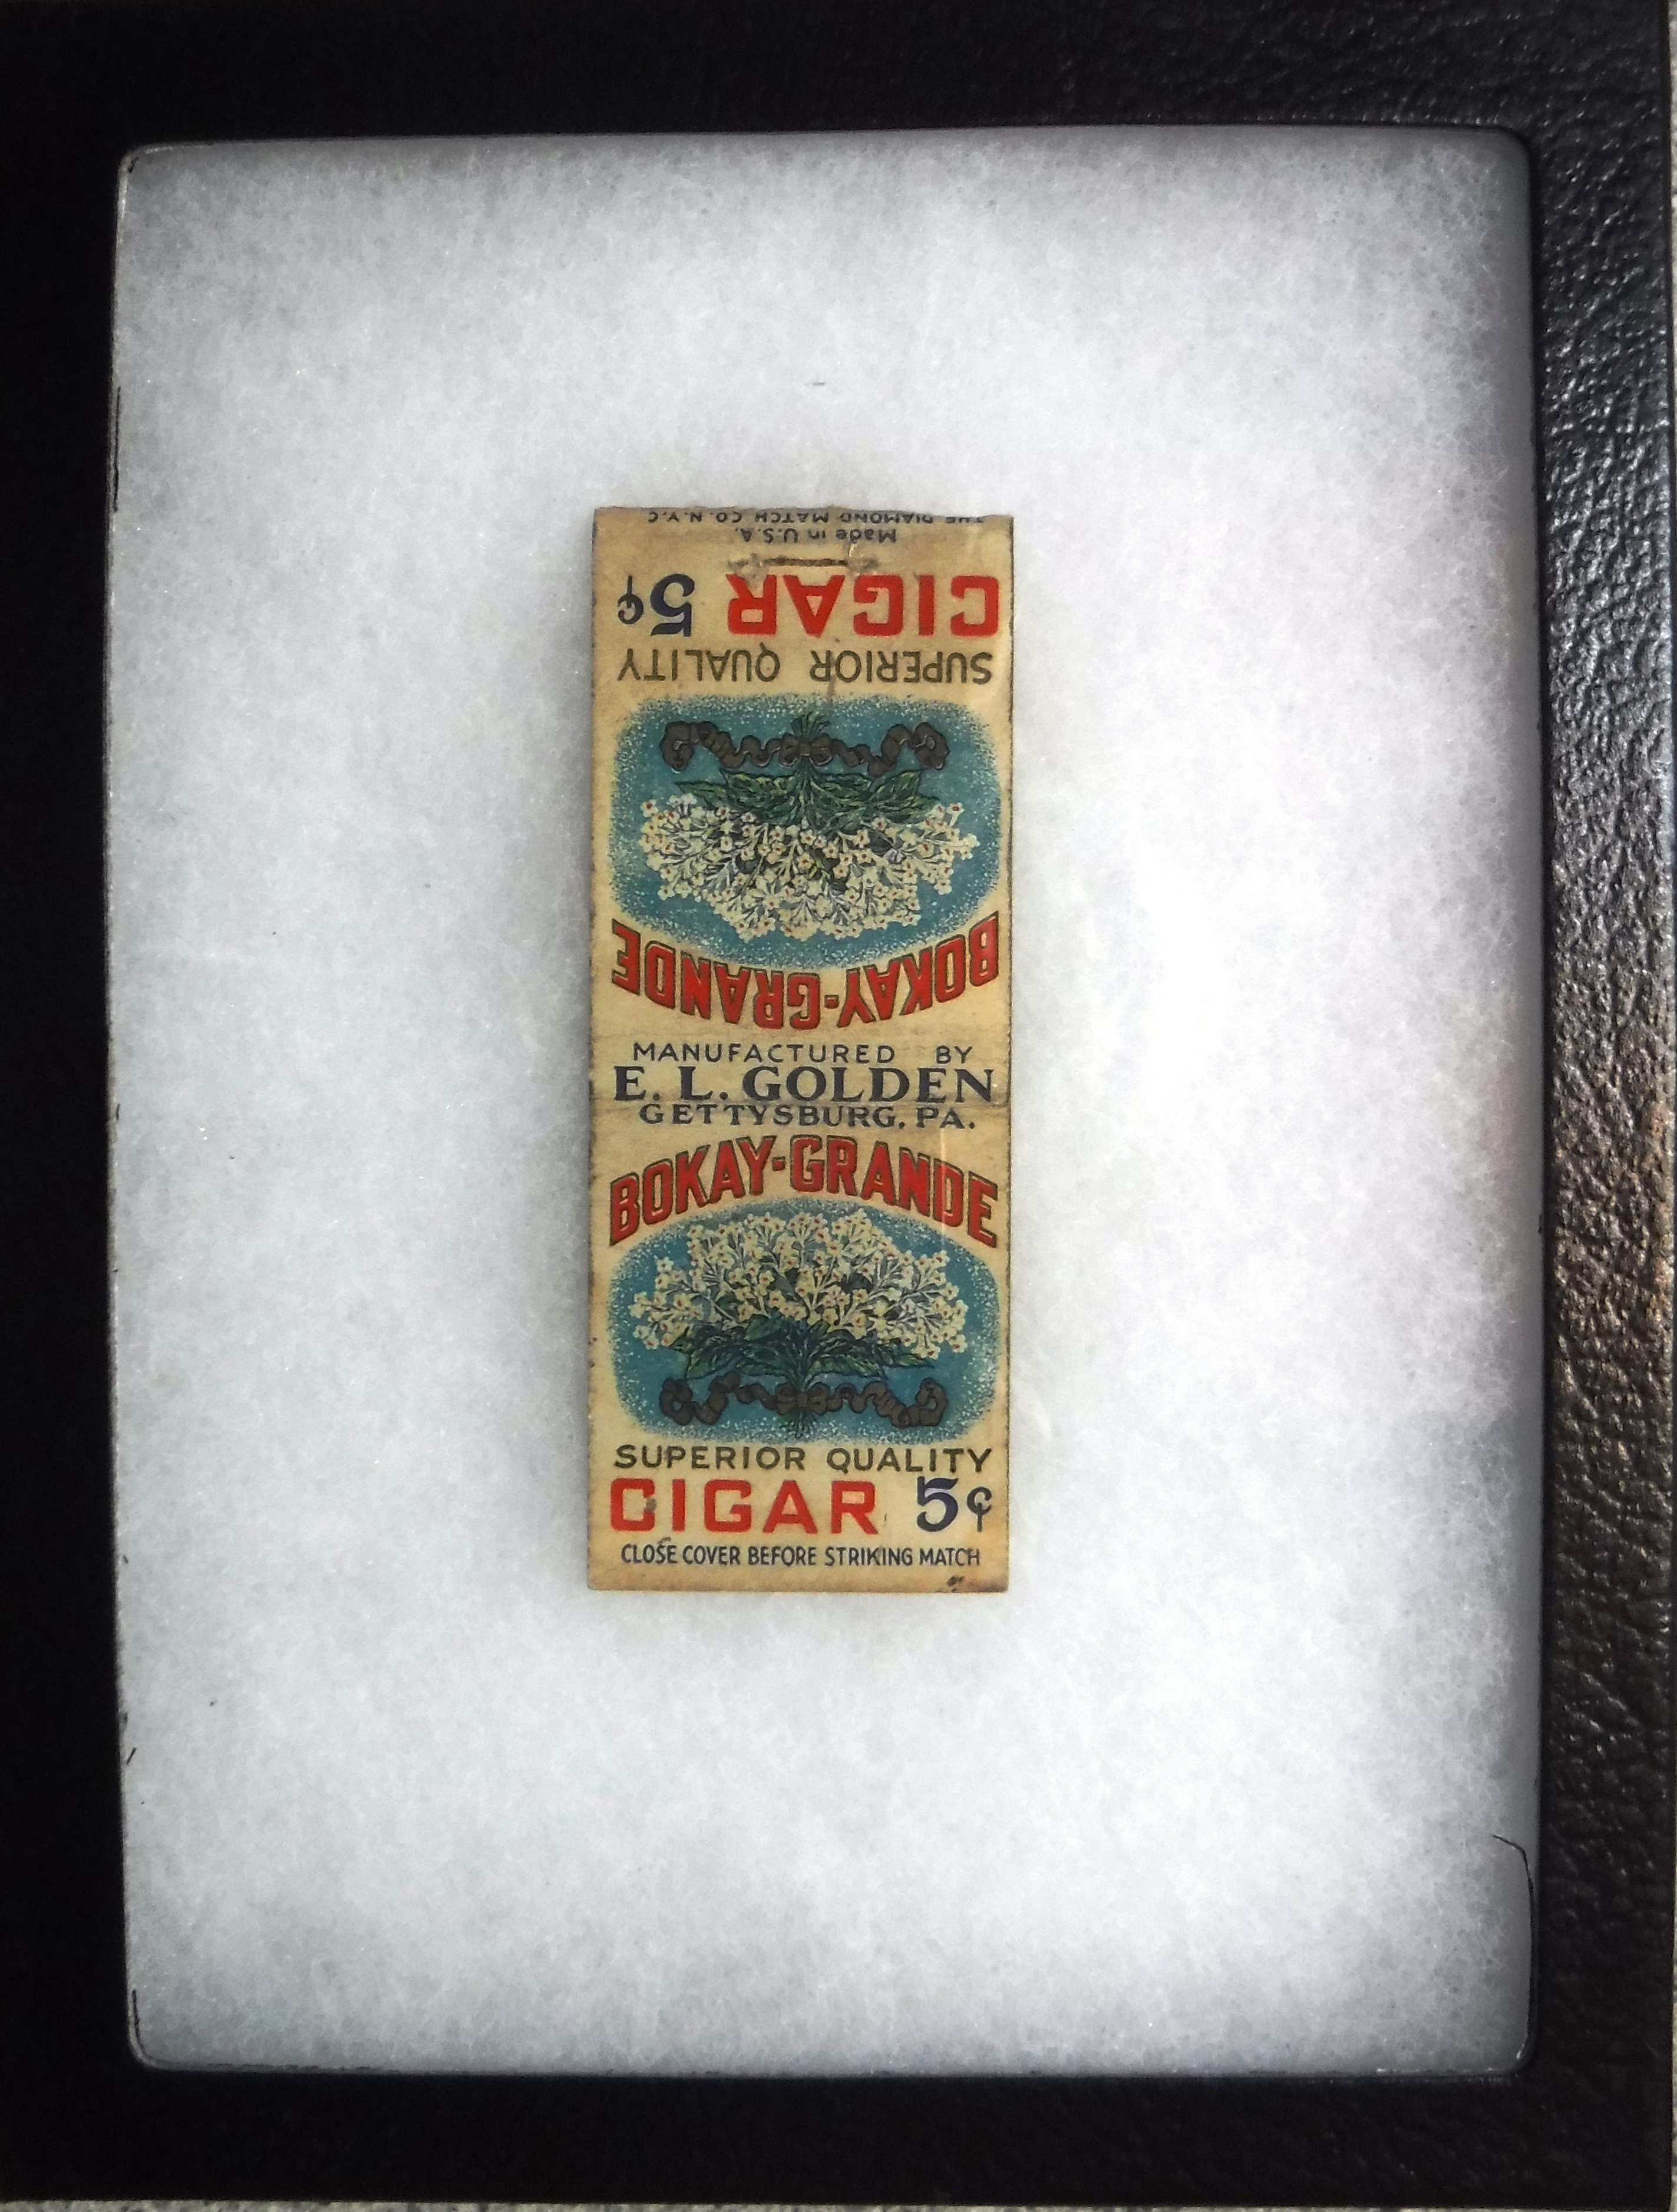 THE DIAMOND MATCH CO. N.Y.C.
Made in U.S.A.
CIGAR 5¢
SUPERIOR QUALITY
BOKAY-GRANDE
MANUFACTURED BY
E. L. GOLDEN
GETTYSBURG, PA.
BOKAY-GRANDE
SUPERIOR QUALITY
CIGAR 5¢
CLOSE COVER BEFORE STRIKING MATCH